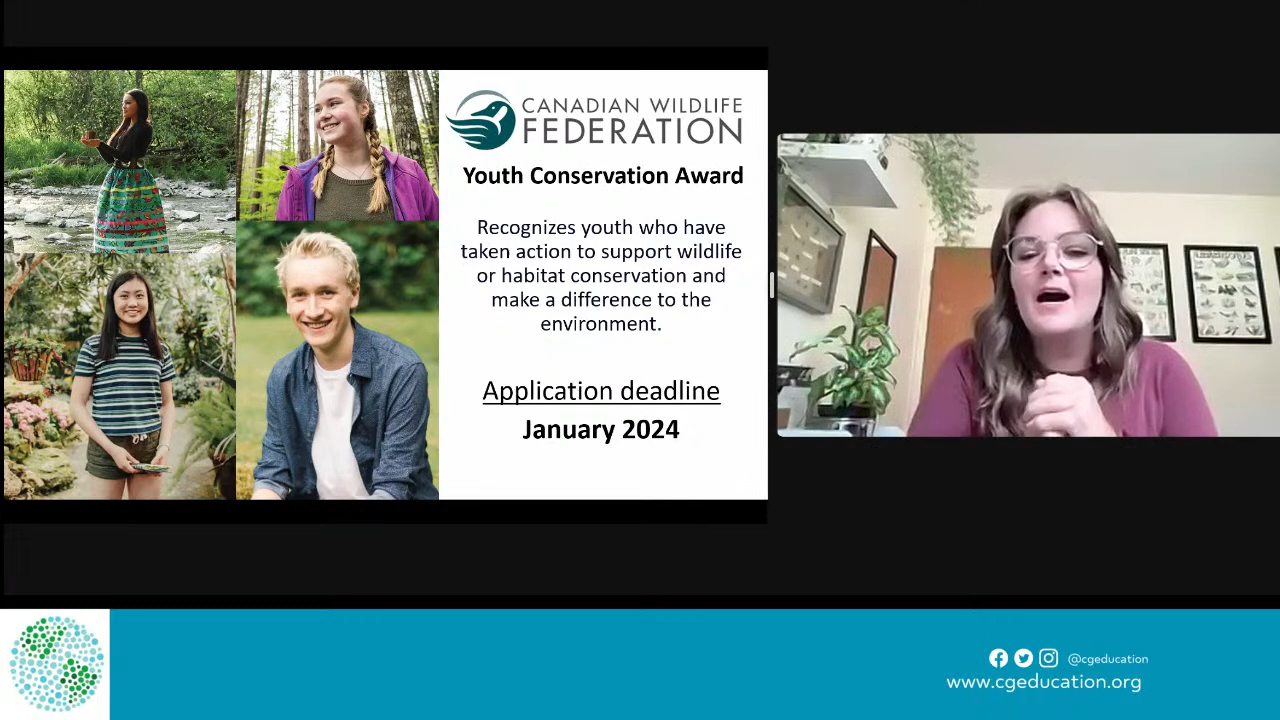 CANADIAN WILDLIFE
FEDERATION
Youth Conservation Award
Recognizes youth who have
taken action to support wildlife
or habitat conservation and
make a difference to the
environment.
Application deadline
January 2024
@cgeducation
www.cgeducation.org